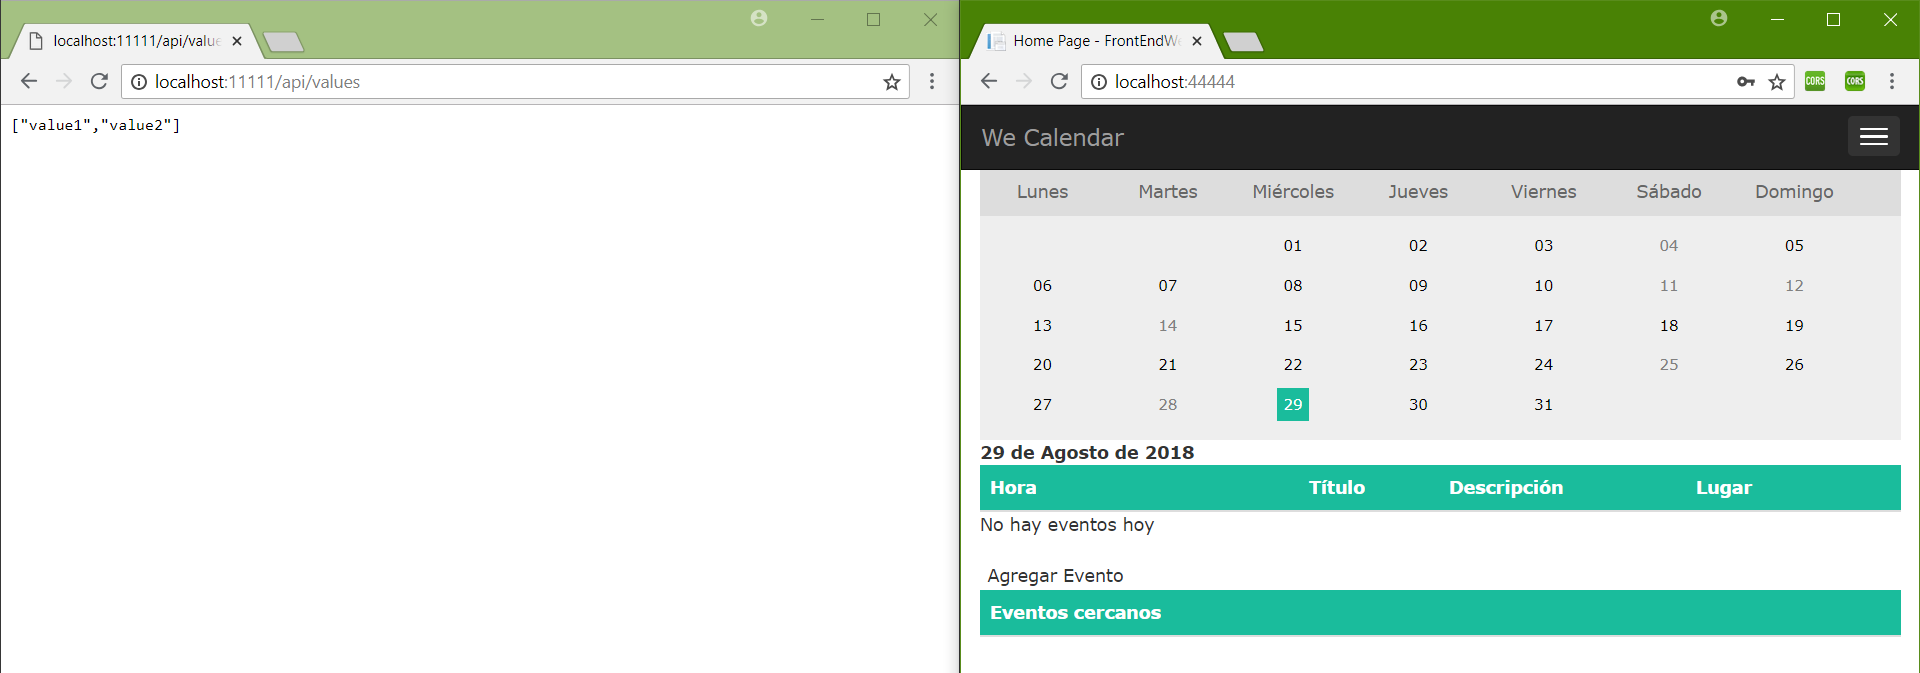 localhost:11111/api/valu
localhost:11111/api/values
["value1","value2"]
Home Page - FrontEndWe
localhost:44444
CORS CORS
We Calendar
Lunes Martes Miércoles Jueves Viernes Sábado Domingo
01 02 03 04 05
06 07 08 09 10 11 12
13 14 15 16 17 18 19
20 21 22 23 24 25 26
27 28 29 30 31
29 de Agosto de 2018
Hora Título Descripción Lugar
No hay eventos hoy
Agregar Evento
Eventos cercanos